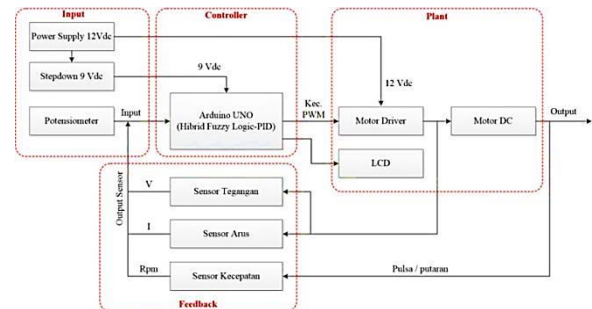 Input
Controller
Plant
Power Supply 12Vdc
Stepdown 9 Vdc
9 Vdc
12 Vdc
Potensiometer
Input
Arduino UNO
(Hibrid Fuzzy Logic-PID)
Kec.
PWM
Motor Driver
Motor DC
Output
LCD
Output Sensor
V
Sensor Tegangan
I
Sensor Arus
Rpm
Sensor Kecepatan
Pulsa / putaran
Feedback